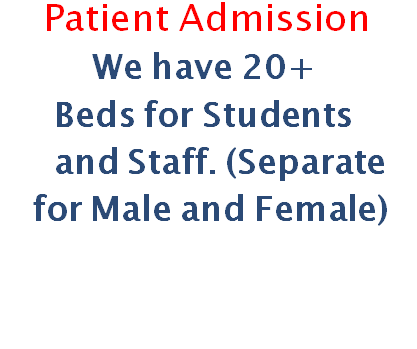 Patient Admission
We have 20+
Beds for Students
and Staff. (Separate
for Male and Female)